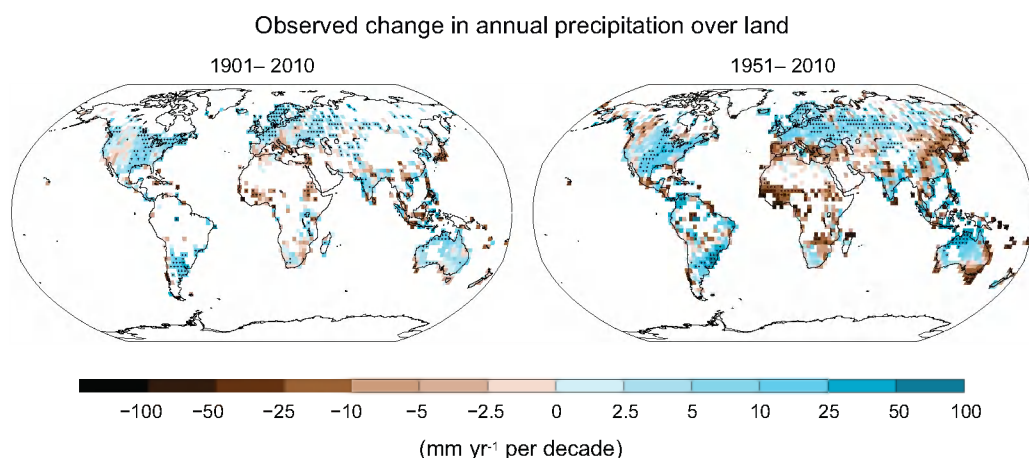 Observed change in annual precipitation over land
1901– 2010
1951– 2010
−100 −50 −25 −10 −5 −2.5 0 2.5 5 10 25 50 100
(mm yr-1 per decade)